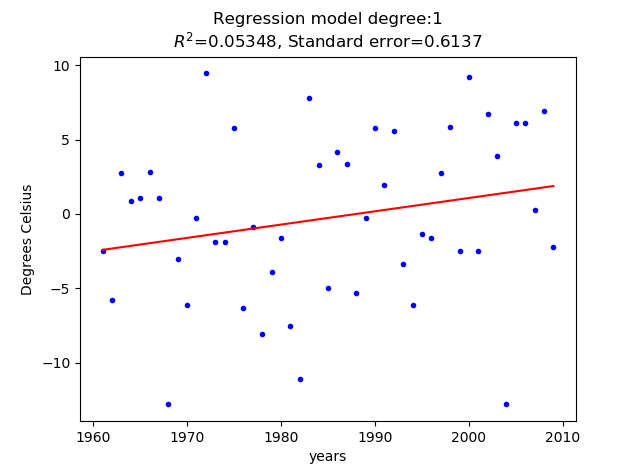 Regression model degree:1
R²=0.05348, Standard error=0.6137
10
5
0
−5
−10
Degrees Celsius
1960 1970 1980 1990 2000 2010
years